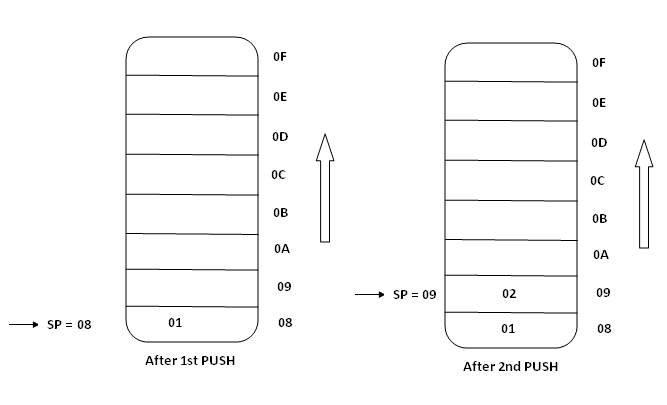 0F
0E
0D
0C
0B
0A
09
SP = 08 01 08
After 1st PUSH
0F
0E
0D
0C
0B
0A
SP = 09 02 09
01 08
After 2nd PUSH